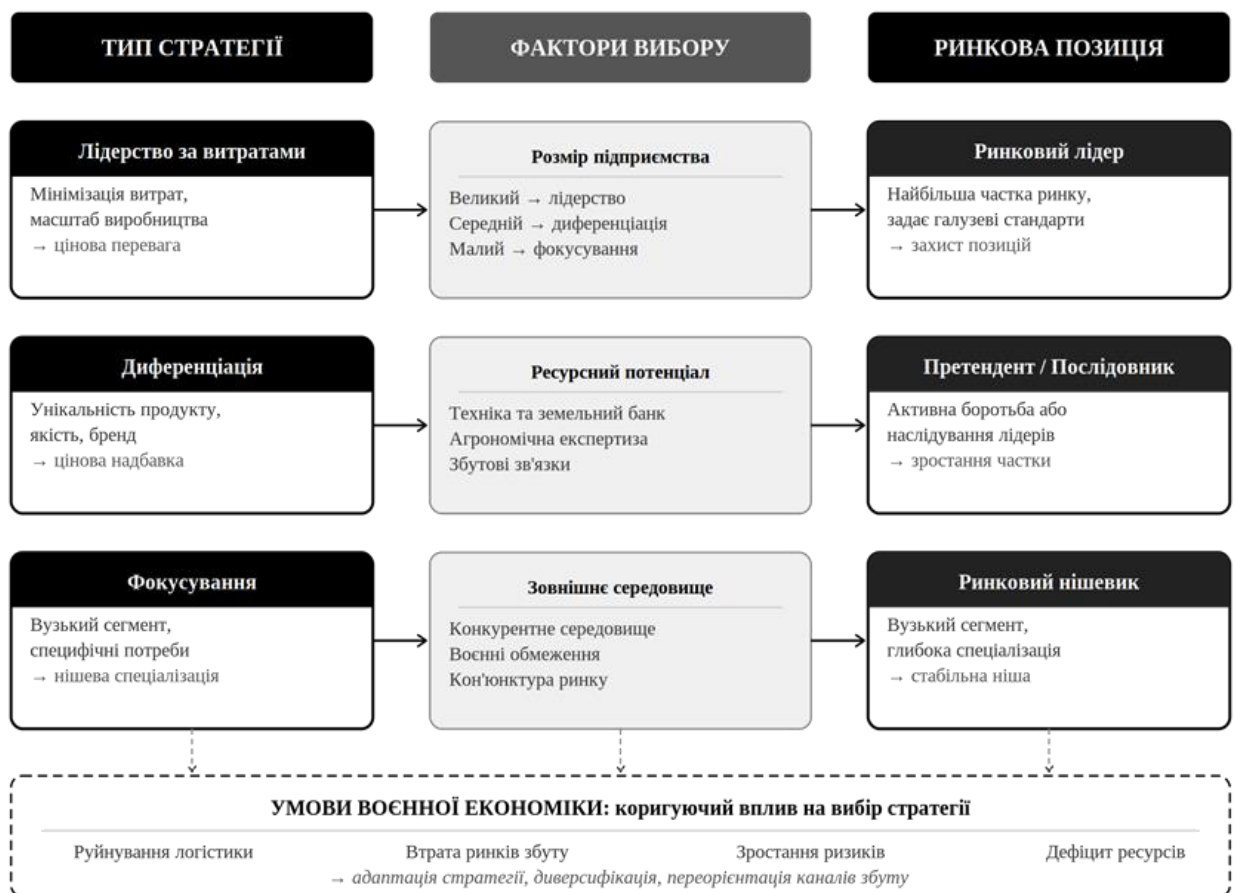 ТИП СТРАТЕГІЇ
ФАКТОРИ ВИБОРУ
РИНКОВА ПОЗИЦІЯ
Лідерство за витратами
Мінімізація витрат,
масштаб виробництва
→ цінова перевага
Розмір підприємства
Великий → лідерство
Середній → диференціація
Малий → фокусування
Ринковий лідер
Найбільша частка ринку,
задає галузеві стандарти
→ захист позицій
Диференціація
Унікальність продукту,
якість, бренд
→ цінова надбавка
Ресурсний потенціал
Техніка та земельний банк
Агрономічна експертиза
Збутові зв'язки
Претендент / Послідовник
Активна боротьба або
наслідування лідерів
→ зростання частки
Фокусування
Вузький сегмент,
специфічні потреби
→ нішева спеціалізація
Зовнішнє середовище
Конкурентне середовище
Воєнні обмеження
Кон'юнктура ринку
Ринковий нішевик
Вузький сегмент,
глибока спеціалізація
→ стабільна ніша
УМОВИ ВОЄННОЇ ЕКОНОМІКИ: коригуючий вплив на вибір стратегії
Руйнування логістики
Втрата ринків збуту
Зростання ризиків
Дефіцит ресурсів
→ адаптація стратегії, диверсифікація, переорієнтація каналів збуту